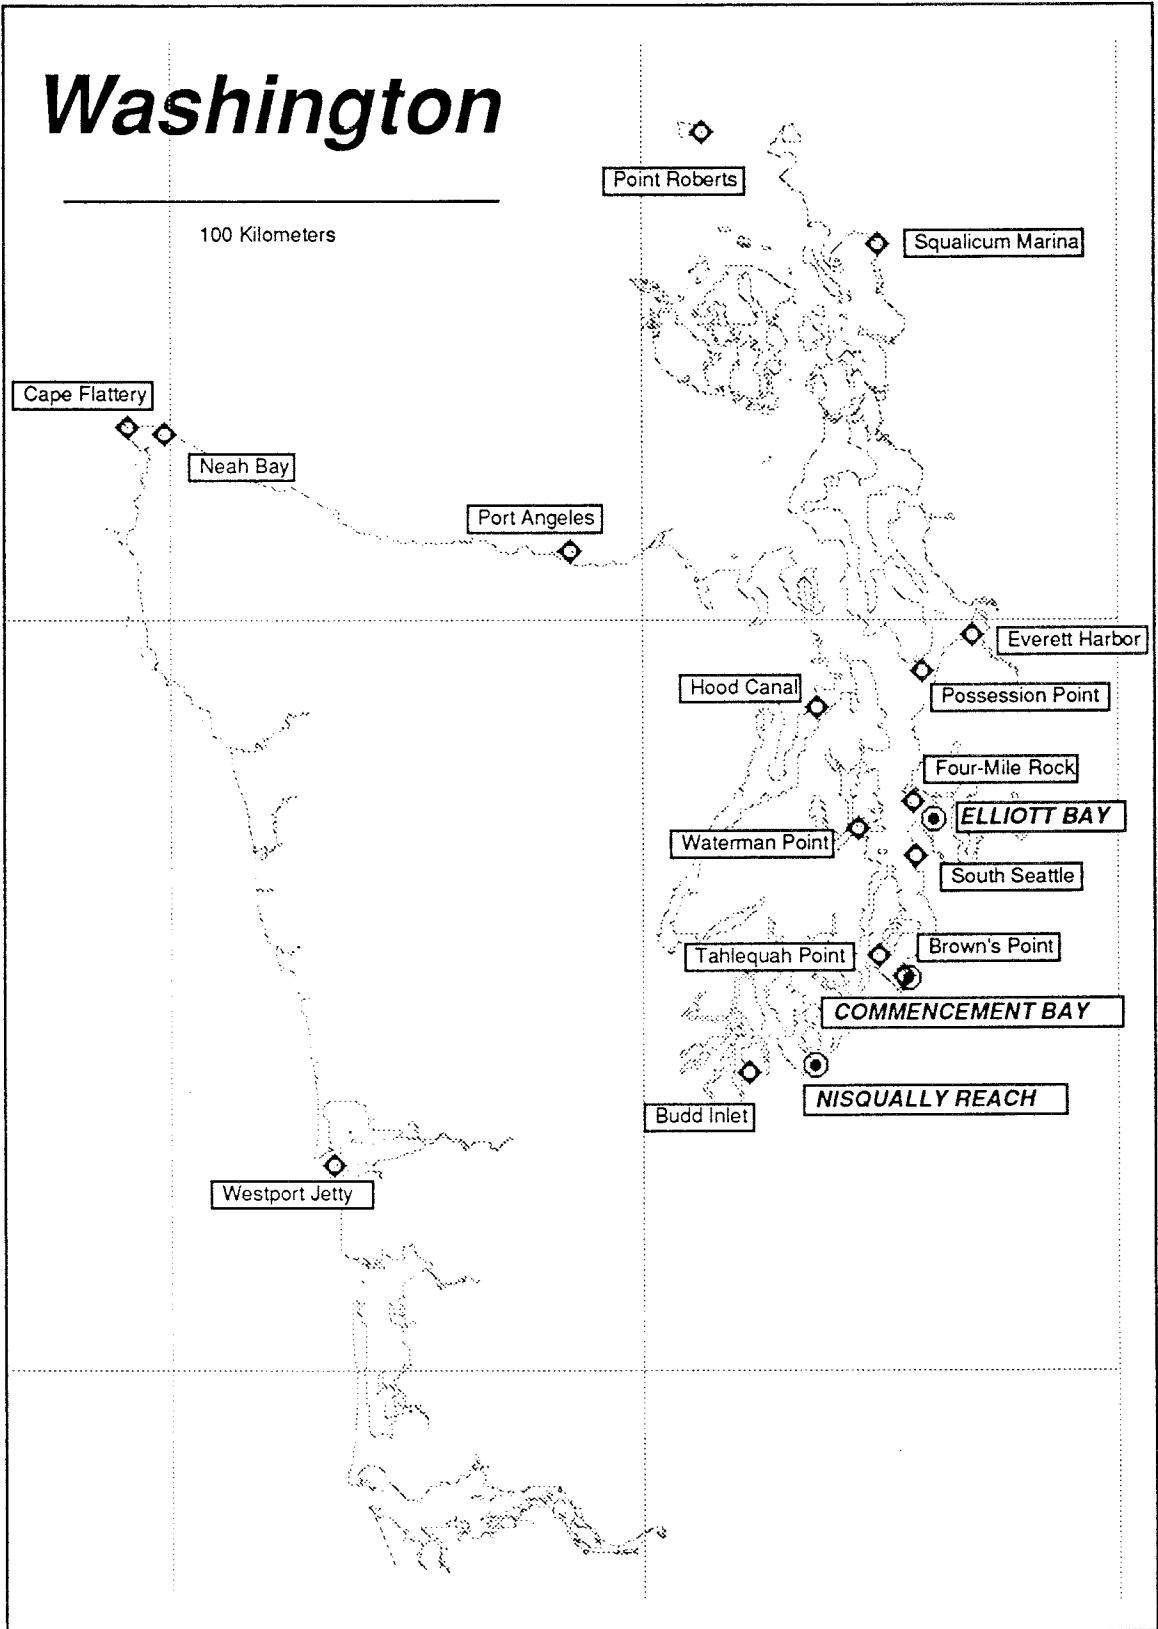 Washington
Point Roberts
100 Kilometers
Squalicum Marina
Cape Flattery
Neah Bay
Port Angeles
Everett Harbor
Hood Canal
Possession Point
Four-Mile Rock
ELLIOTT BAY
Waterman Point
South Seattle
Brown's Point
Tahlequah Point
COMMENCEMENT BAY
NISQUALLY REACH
Budd Inlet
Westport Jetty